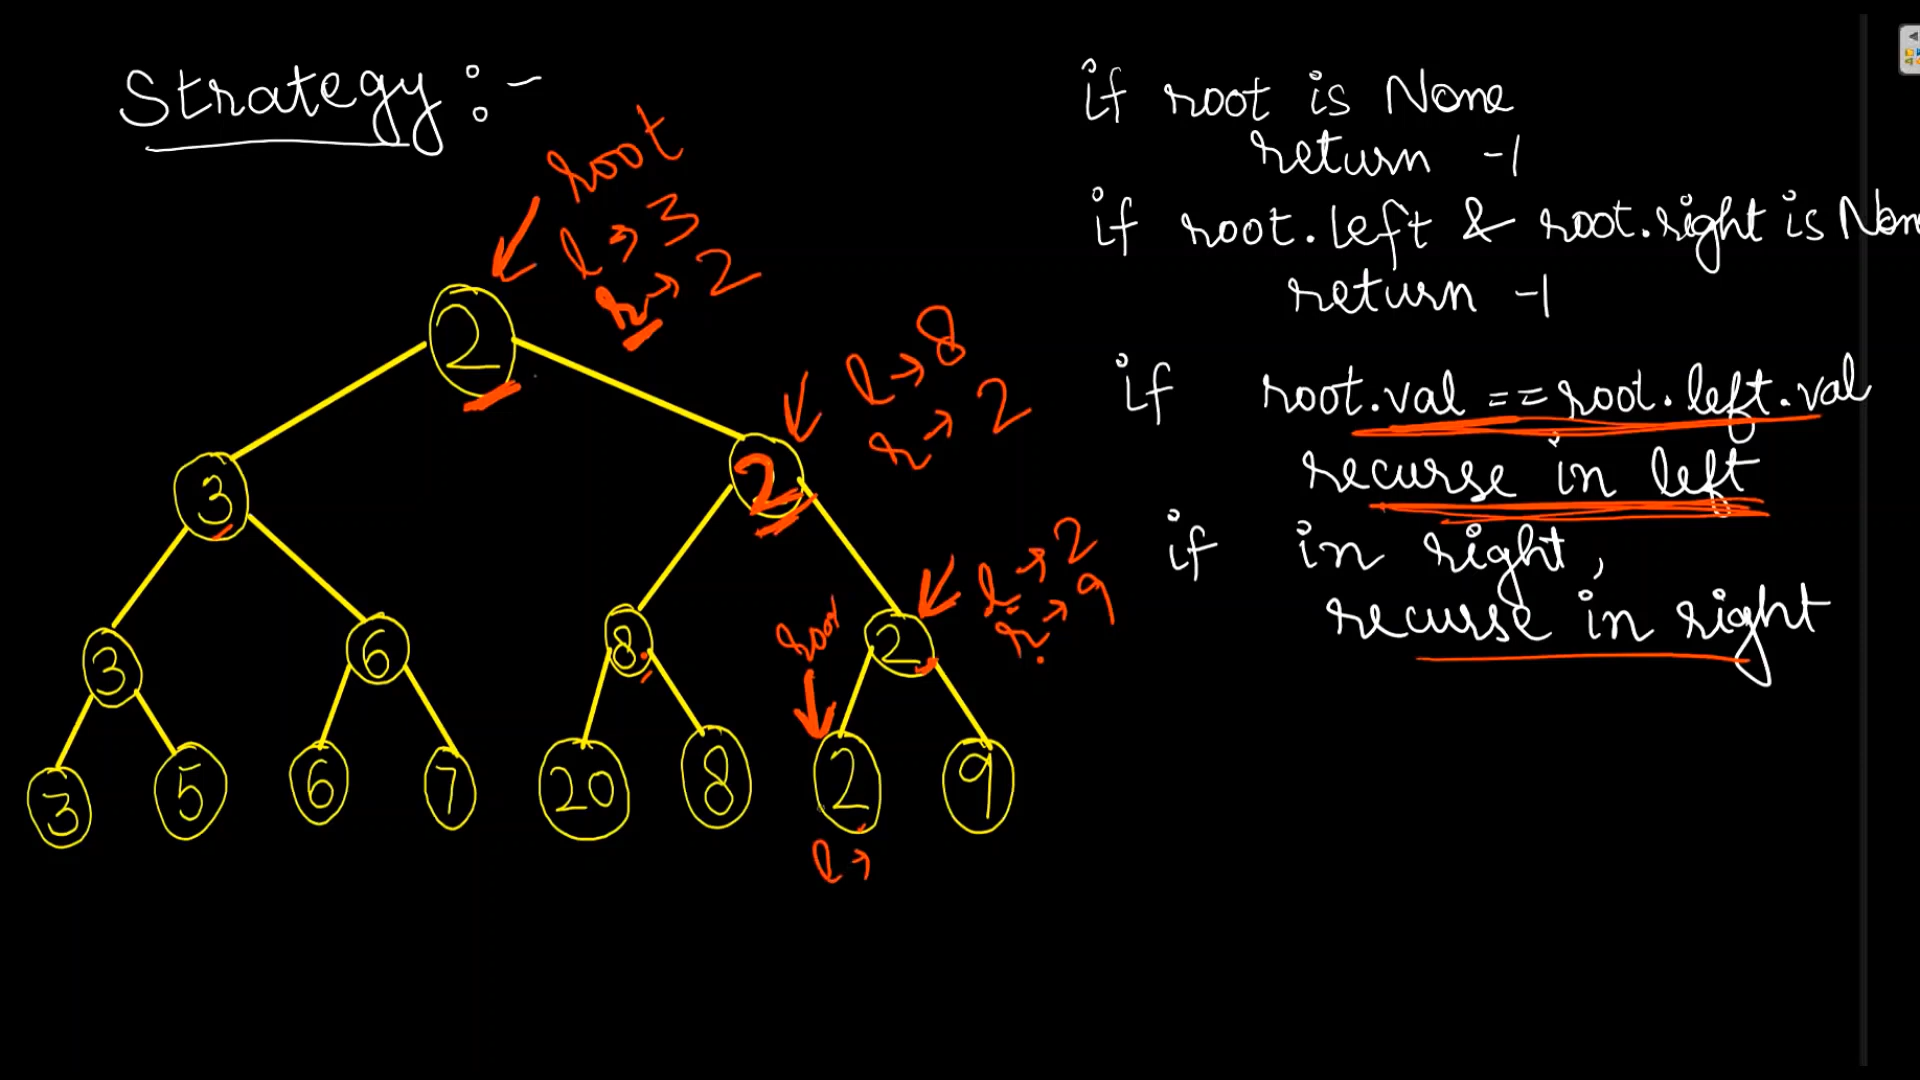 Strategy :-
if root is None
return -1
if root.left & root.right is Non
return -1
if root.val == root.left.val
recurse in left
if in right,
recurse in right
root
l → 3
r → 2
2
l → 8
r → 2
3 2
l → 2
r → 9
root
3 6 8 2
3 5 6 7 20 8 2 9
l →